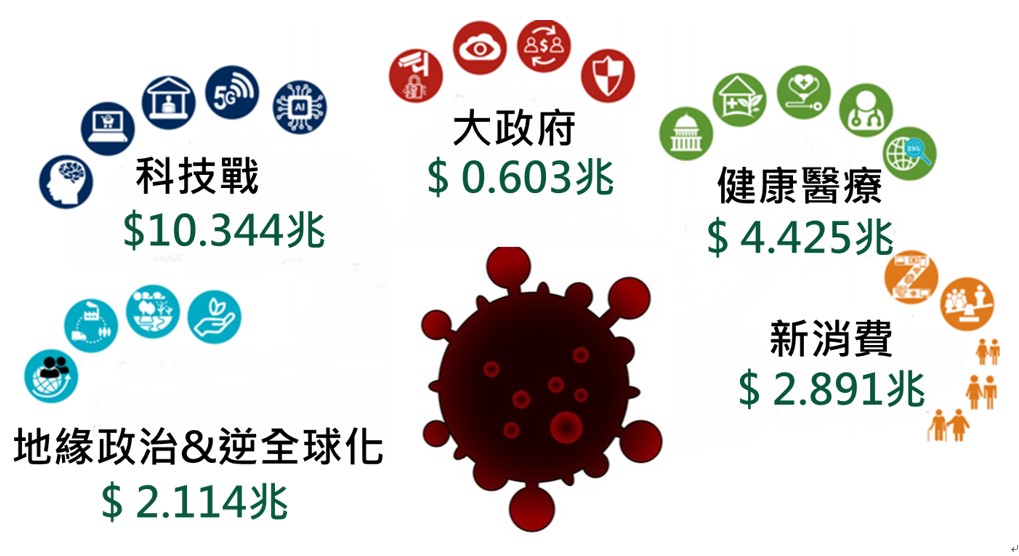 5G
AI
大政府
$ 0.603兆
科技戰
$10.344兆
健康醫療
$ 4.425兆
Z
新消費
$ 2.891兆
地緣政治&逆全球化
$ 2.114兆